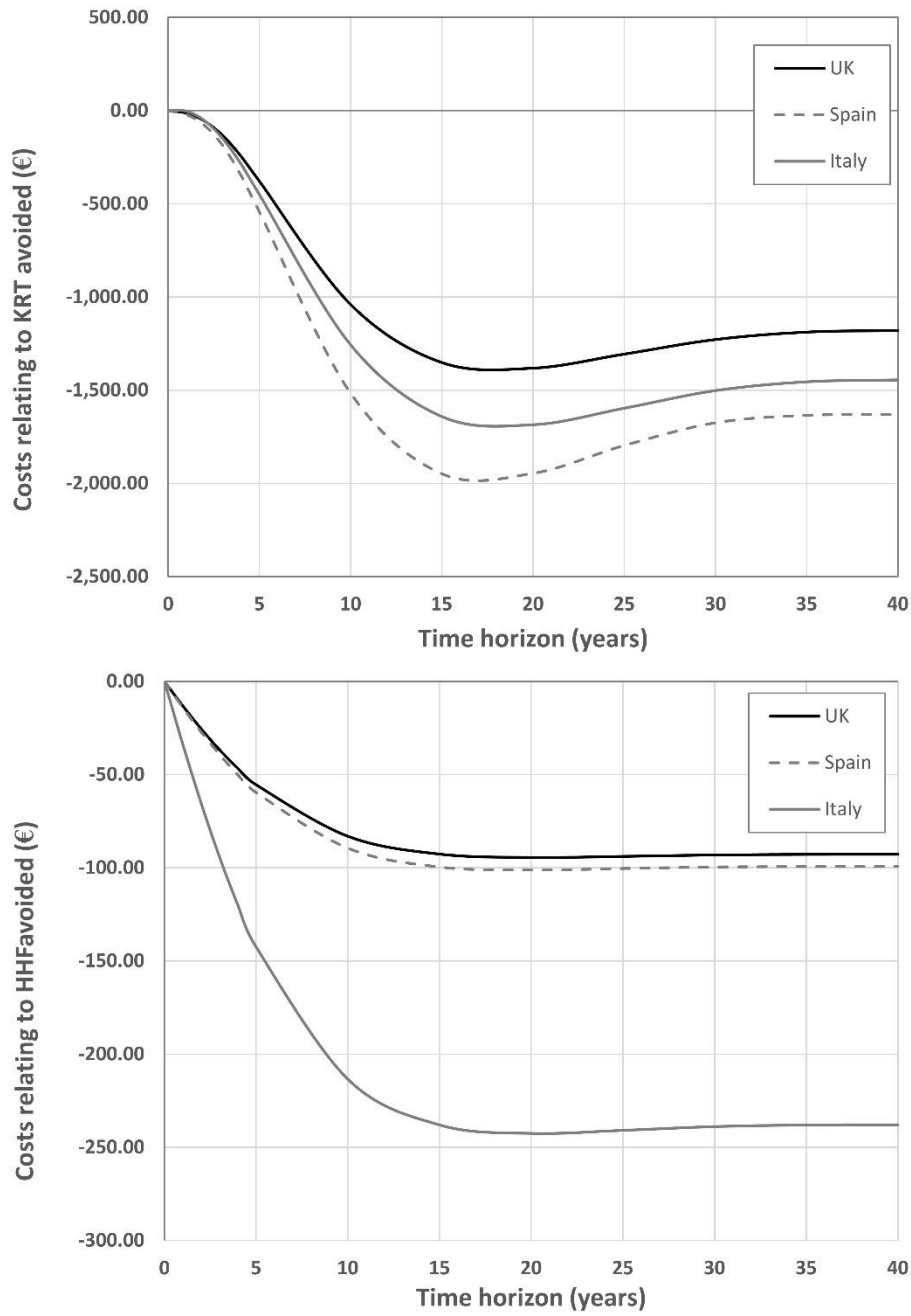 500.00
0.00
-500.00
-1,000.00
-1,500.00
-2,000.00
-2,500.00
Costs relating to KRT avoided (€)
UK
Spain
Italy
0 5 10 15 20 25 30 35 40
Time horizon (years)
0.00
-50.00
-100.00
-150.00
-200.00
-250.00
-300.00
Costs relating to HHFavoided (€)
UK
Spain
Italy
0 5 10 15 20 25 30 35 40
Time horizon (years)